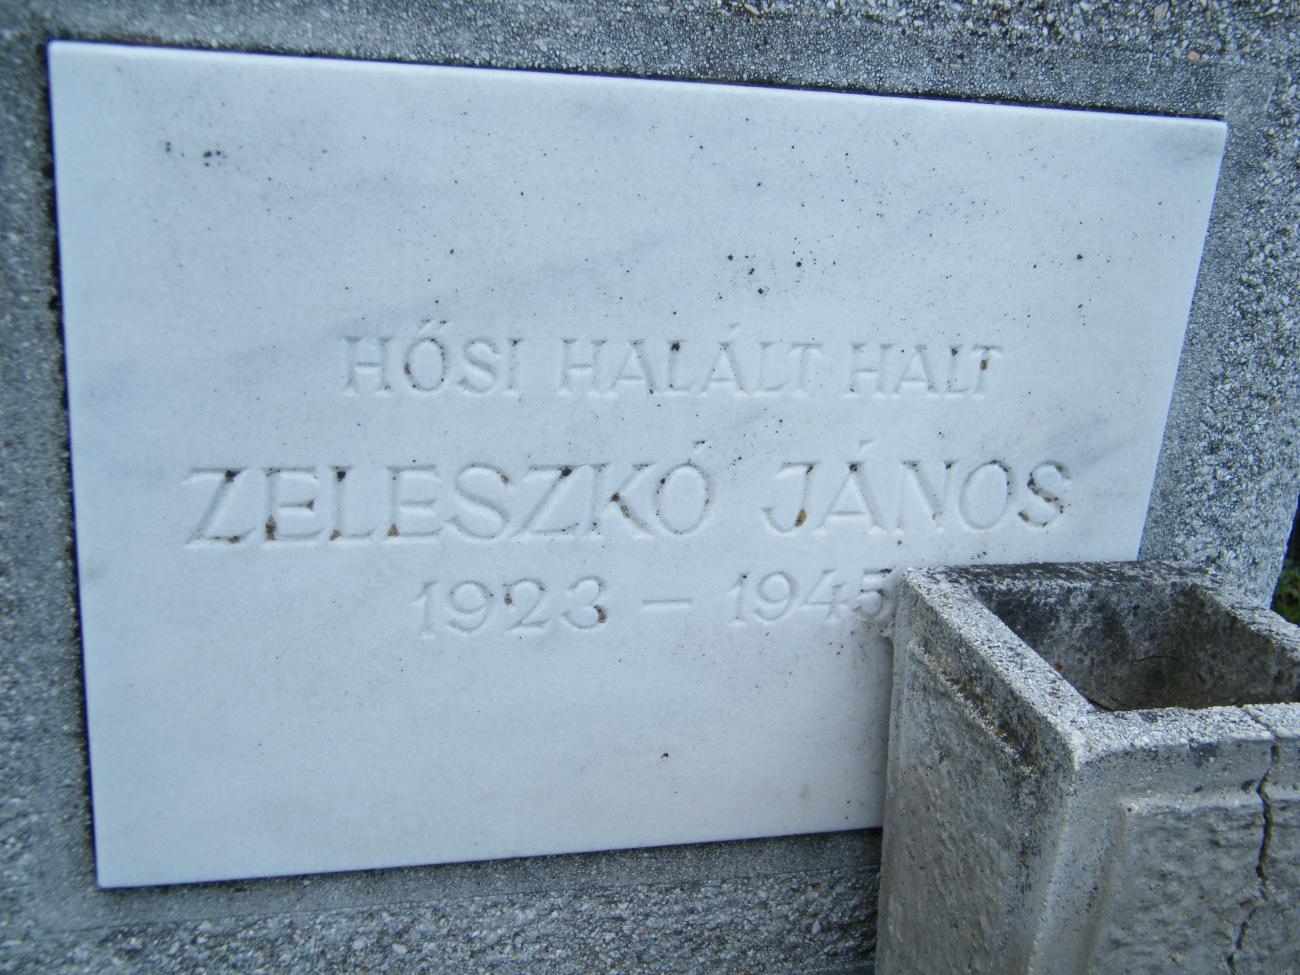 HŐSI HALÁLT HALT
ZELESZKÓ JÁNOS
1923 – 1945